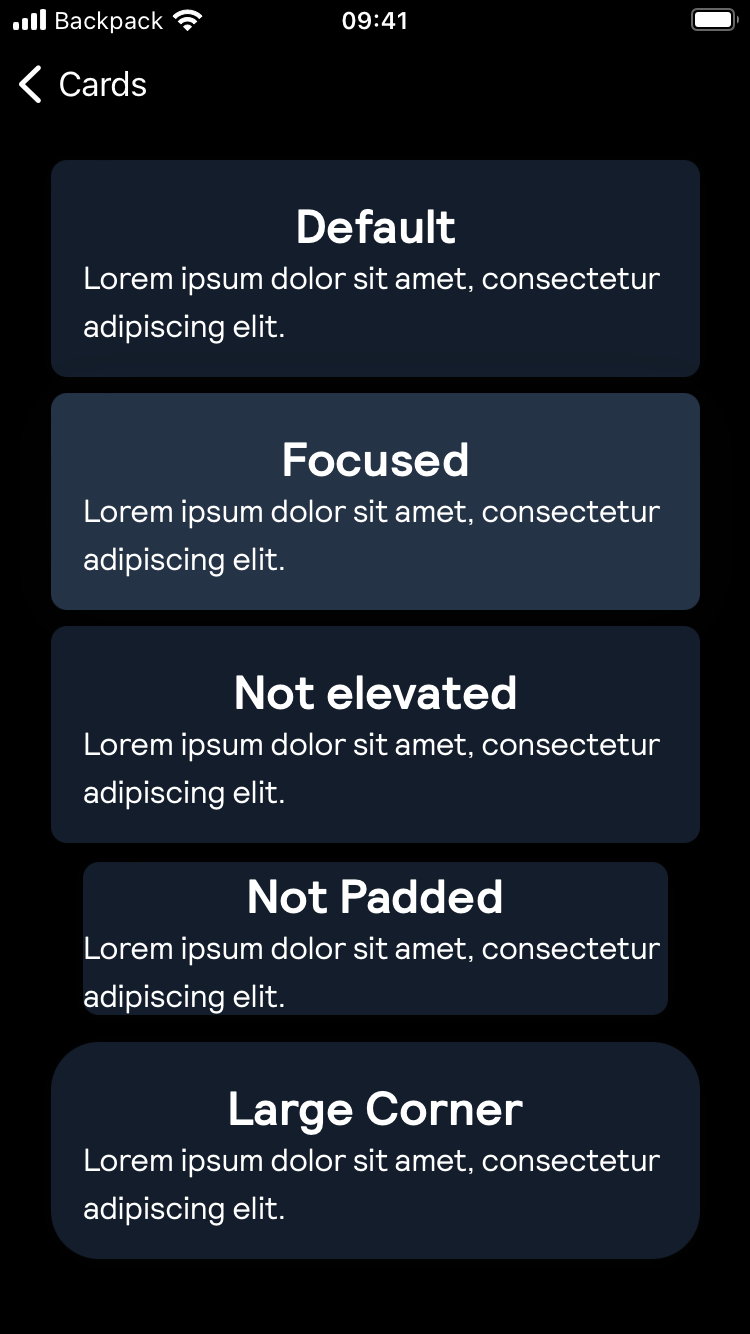 Backpack 09:41
Cards
Default
Lorem ipsum dolor sit amet, consectetur
adipiscing elit.
Focused
Lorem ipsum dolor sit amet, consectetur
adipiscing elit.
Not elevated
Lorem ipsum dolor sit amet, consectetur
adipiscing elit.
Not Padded
Lorem ipsum dolor sit amet, consectetur
adipiscing elit.
Large Corner
Lorem ipsum dolor sit amet, consectetur
adipiscing elit.